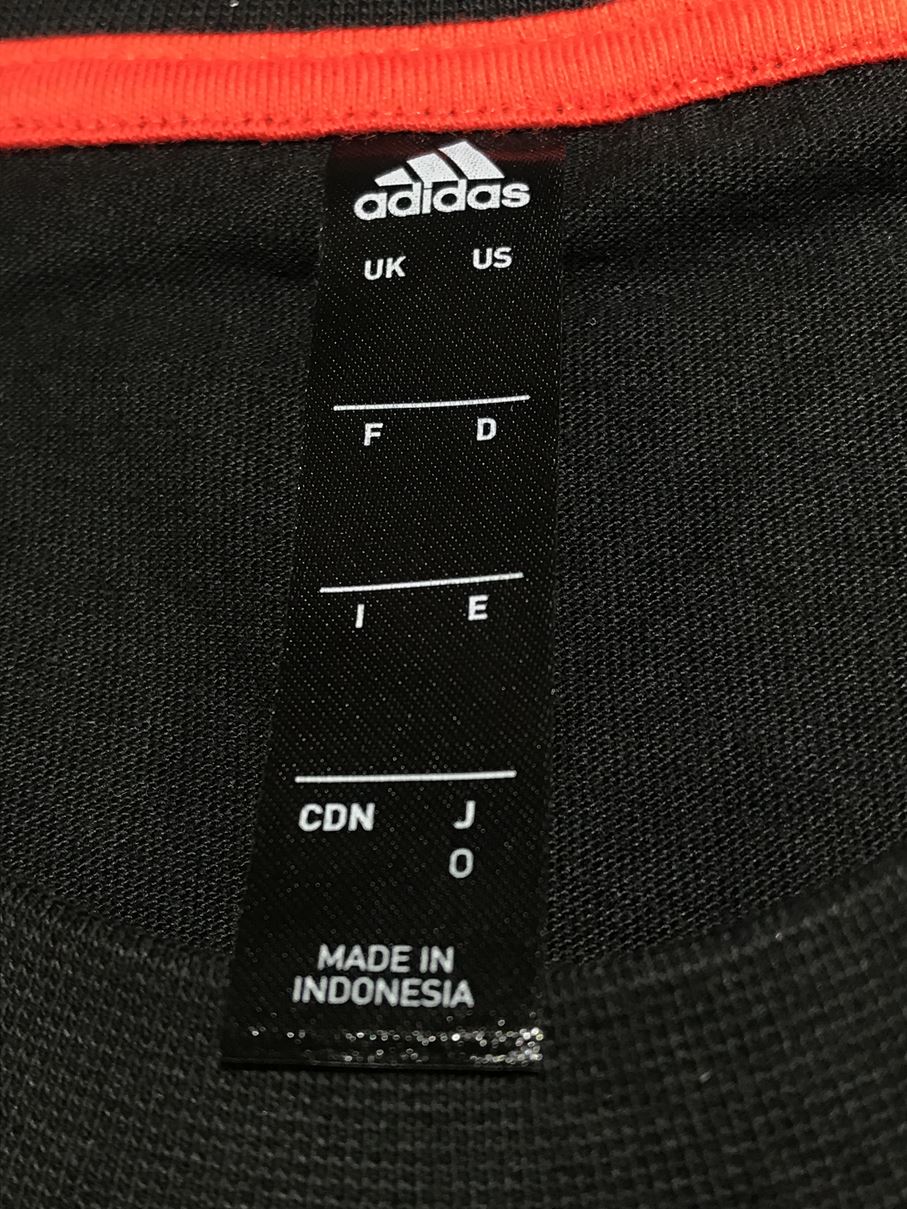 adidas
UK US
F D
I E
CDN J
O
MADE IN
INDONESIA